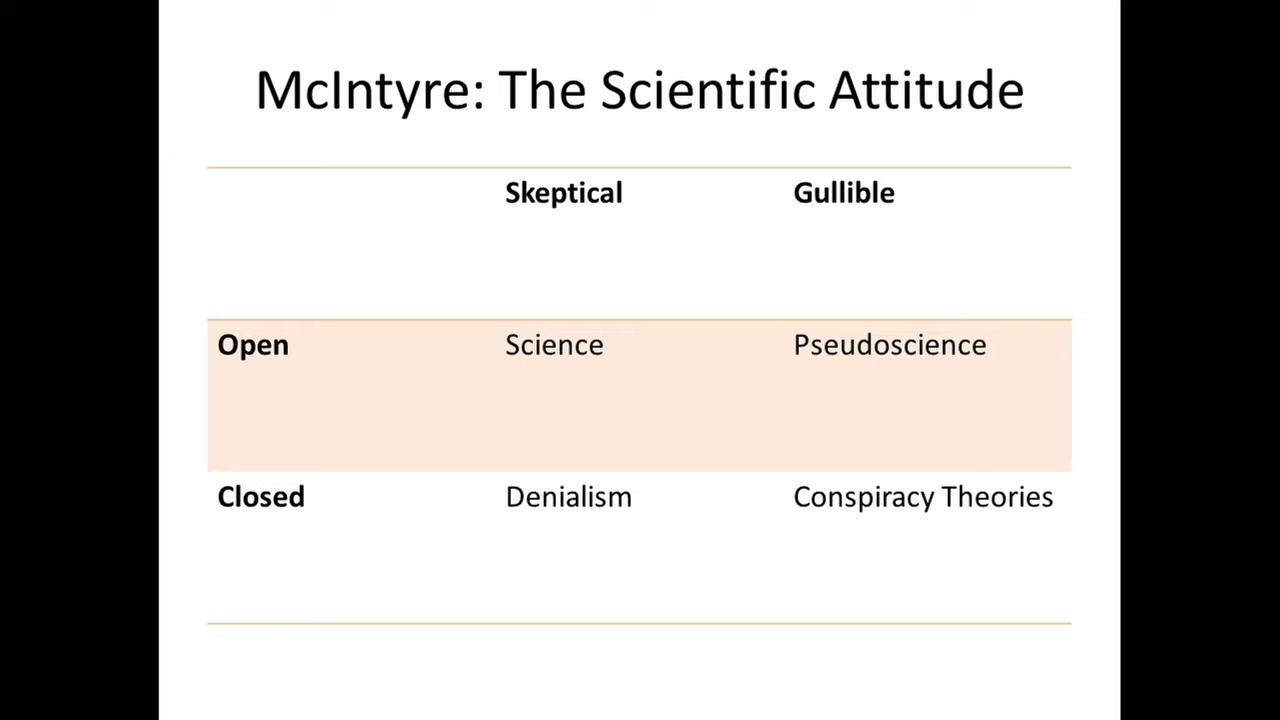 McIntyre: The Scientific Attitude
Skeptical Gullible
Open Science Pseudoscience
Closed Denialism Conspiracy Theories